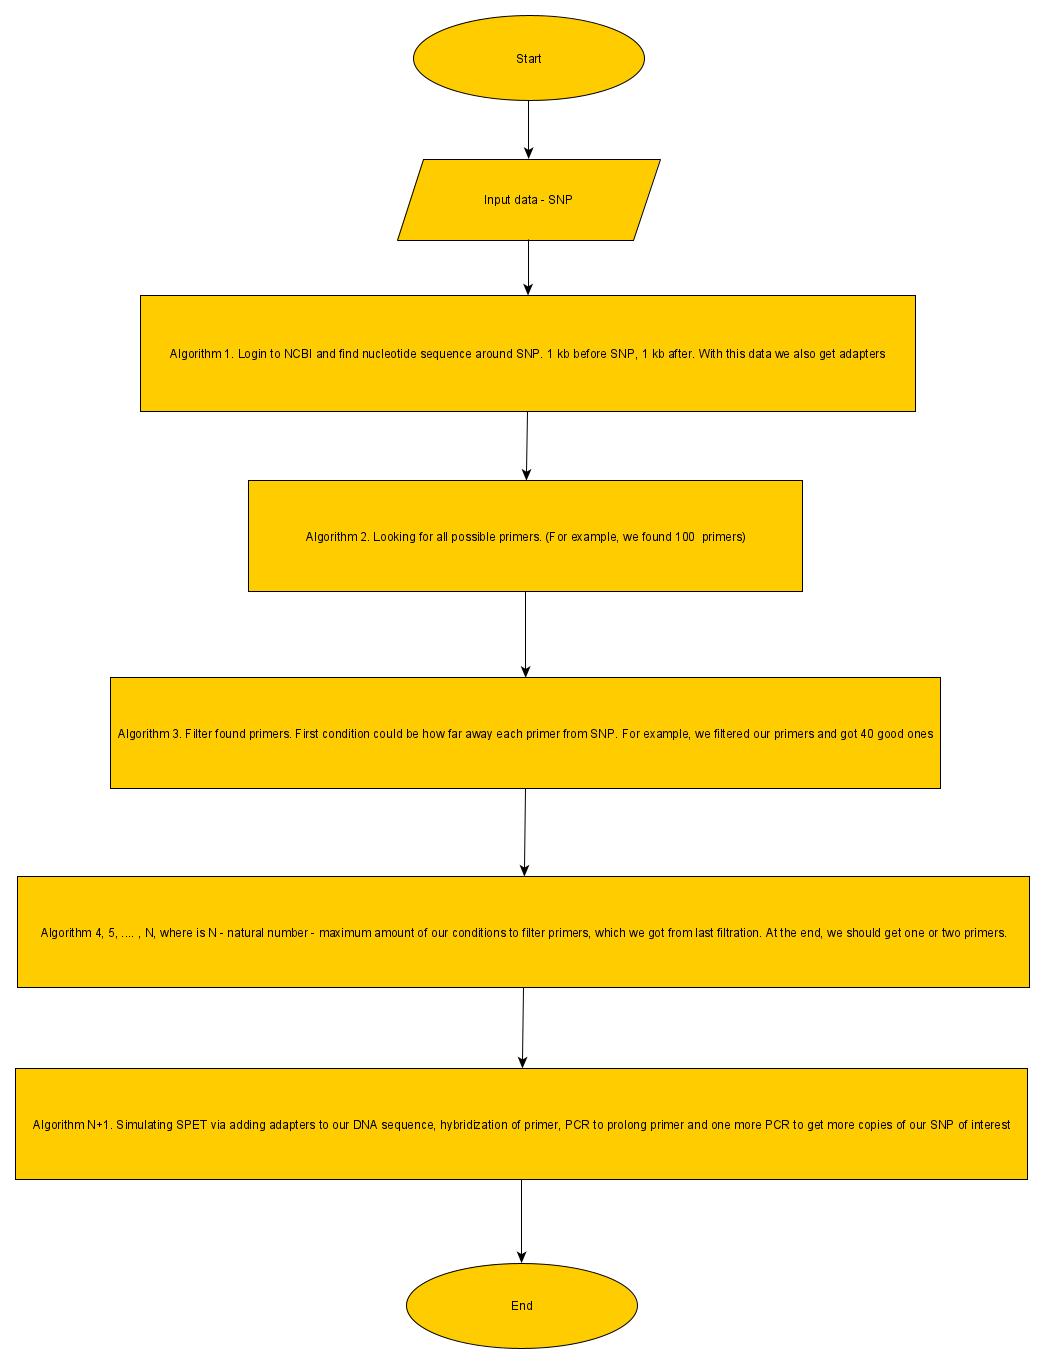 Start
Input data - SNP
Algorithm 1. Login to NCBI and find nucleotide sequence around SNP. 1 kb before SNP, 1 kb after. With this data we also get adapters
Algorithm 2. Looking for all possible primers. (For example, we found 100  primers)
Algorithm 3. Filter found primers. First condition could be how far away each primer from SNP. For example, we filtered our primers and got 40 good ones
Algorithm 4, 5, .... , N, where is N - natural number - maximum amount of our conditions to filter primers, which we got from last filtration. At the end, we should get one or two primers.
Algorithm N+1. Simulating SPET via adding adapters to our DNA sequence, hybridization of primer, PCR to prolong primer and one more PCR to get more copies of our SNP of interest
End